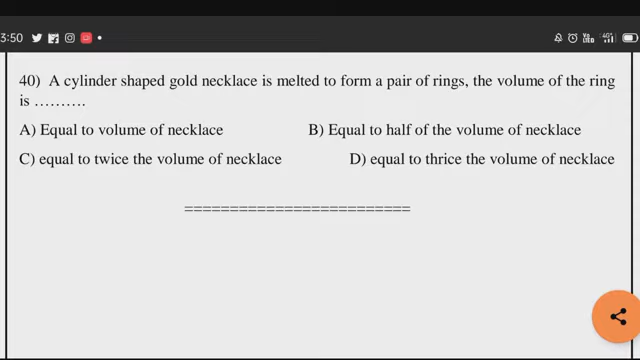 3:50
4G
40) A cylinder shaped gold necklace is melted to form a pair of rings, the volume of the ring
is ……….
A) Equal to volume of necklace B) Equal to half of the volume of necklace
C) equal to twice the volume of necklace D) equal to thrice the volume of necklace
=========================